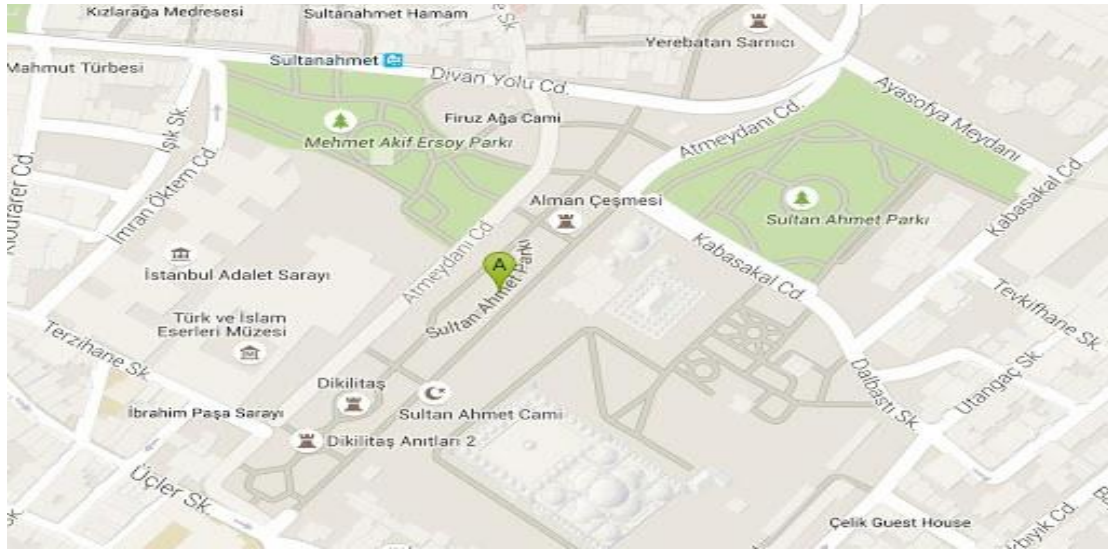 Kızlarağa Medresesi
Sultanahmet Hamam
Yerebatan Sarnıcı
Sultanahmet
Mahmut Türbesi
Divan Yolu Cd.
Ayasofya Meydanı
Işık Sk.
Firuz Ağa Cami
Mehmet Akif Ersoy Parkı
Atmeydanı Cd.
Klodfarer Cd.
İmran Öktem Cd.
Alman Çeşmesi
Sultan Ahmet Parkı
Kabasakal Cd.
Kabasakal Cd.
A
Atmeydanı Cd.
Sultan Ahmet Parkı
İstanbul Adalet Sarayı
Tevkifhane Sk.
Türk ve İslam
Eserleri Müzesi
Terzihane Sk.
Dalbastı Sk.
Utangaç Sk
Dikilitaş
İbrahim Paşa Sarayı
Sultan Ahmet Cami
Dikilitaş Anıtları 2
Üçler Sk.
Çelik Guest House